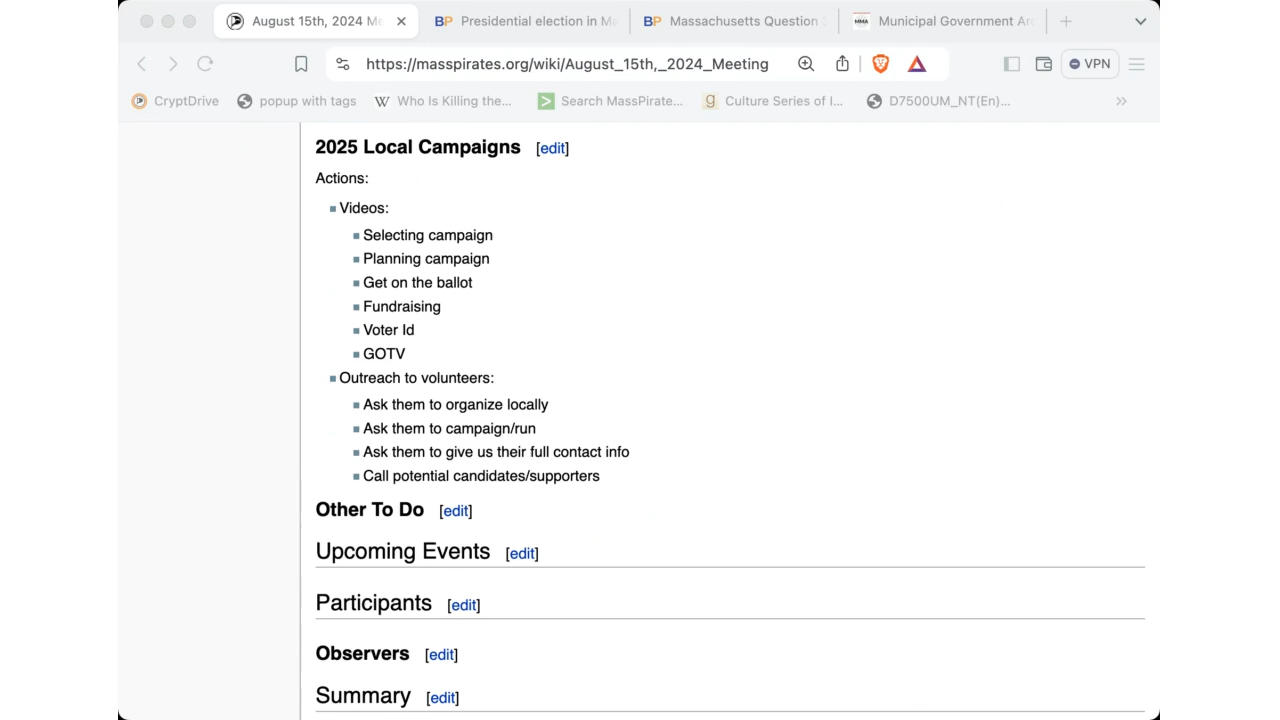 August 15th, 2024 Me
Presidential election in Ma
Massachusetts Question 3
MMA
Municipal Government Arc
https://masspirates.org/wiki/August_15th,_2024_Meeting
VPN
CryptDrive
popup with tags
Who Is Killing the...
Search MassPirate...
Culture Series of I...
D7500UM_NT(En)...
2025 Local Campaigns [edit]
Actions:
Videos:
Selecting campaign
Planning campaign
Get on the ballot
Fundraising
Voter Id
GOTV
Outreach to volunteers:
Ask them to organize locally
Ask them to campaign/run
Ask them to give us their full contact info
Call potential candidates/supporters
Other To Do [edit]
Upcoming Events [edit]
Participants [edit]
Observers [edit]
Summary [edit]